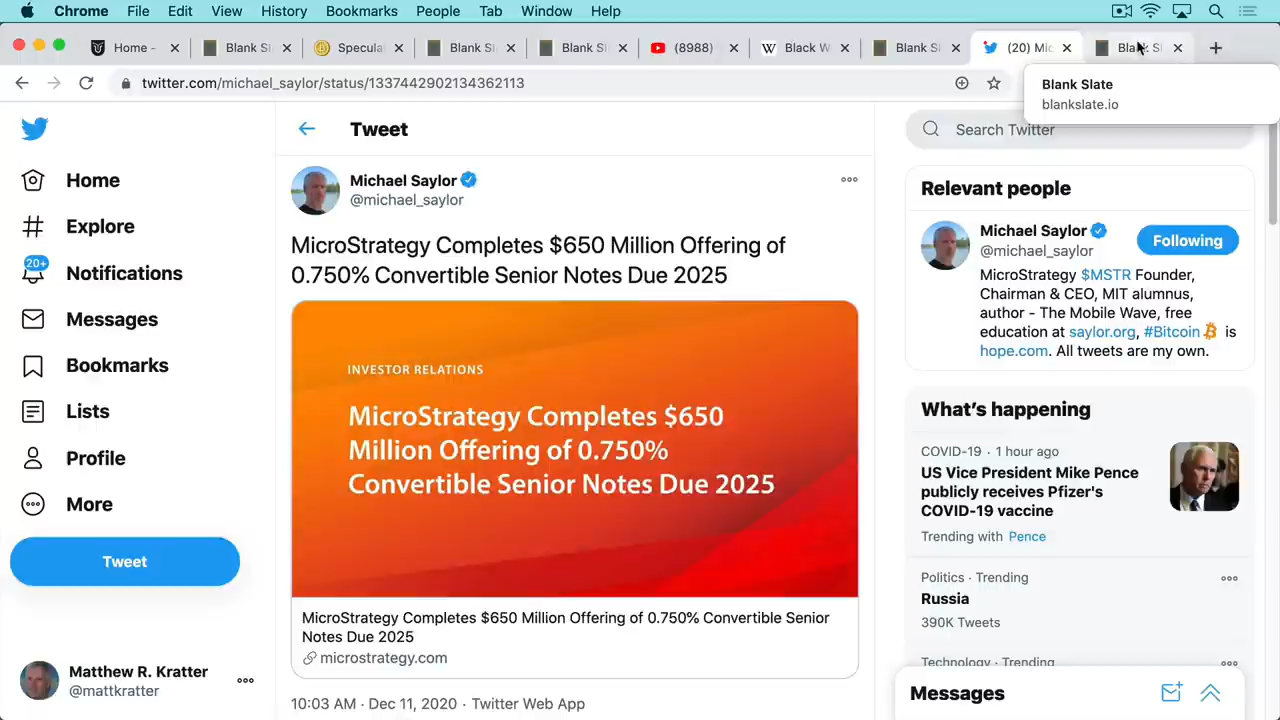 Chrome File Edit View History Bookmarks People Tab Window Help
Home - Blank Sl Specula Blank Sl Blank Sl (8988) Black W Blank Sl (20) Mic Blank Sl
twitter.com/michael_saylor/status/1337442902134362113
Blank Slate
blankslate.io
Search Twitter
Home
Explore
20+
Notifications
Messages
Bookmarks
Lists
Profile
More
Tweet
Matthew R. Kratter
@mattkratter
Tweet
Michael Saylor
@michael_saylor
MicroStrategy Completes $650 Million Offering of
0.750% Convertible Senior Notes Due 2025
INVESTOR RELATIONS
MicroStrategy Completes $650
Million Offering of 0.750%
Convertible Senior Notes Due 2025
MicroStrategy Completes $650 Million Offering of 0.750% Convertible Senior
Notes Due 2025
microstrategy.com
10:03 AM · Dec 11, 2020 · Twitter Web App
Relevant people
Michael Saylor
@michael_saylor
Following
MicroStrategy $MSTR Founder,
Chairman & CEO, MIT alumnus,
author - The Mobile Wave, free
education at saylor.org, #Bitcoin is
hope.com. All tweets are my own.
What's happening
COVID-19 · 1 hour ago
US Vice President Mike Pence
publicly receives Pfizer's
COVID-19 vaccine
Trending with Pence
Politics · Trending
Russia
390K Tweets
Technology · Trending
Messages